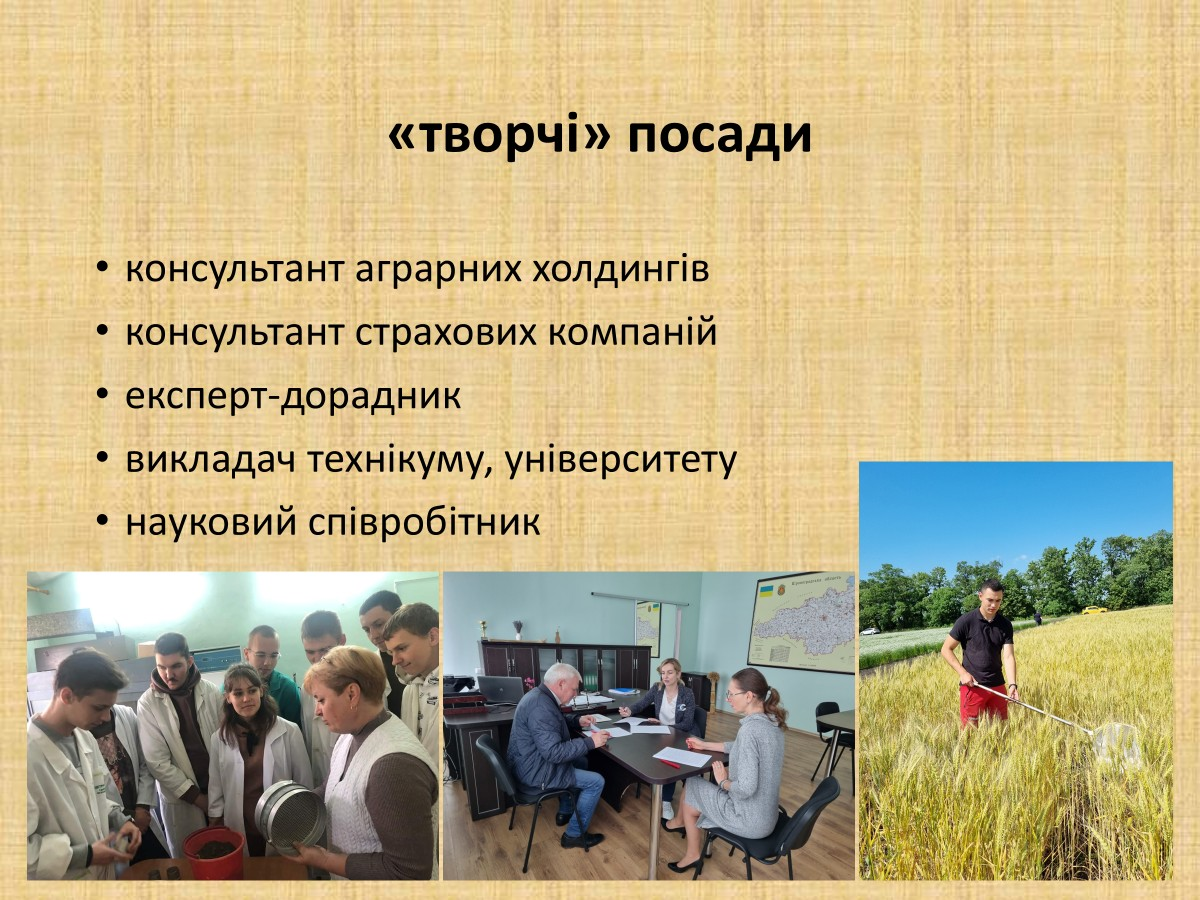 «творчі» посади
• консультант аграрних холдингів
• консультант страхових компаній
• експерт-дорадник
• викладач технікуму, університету
• науковий співробітник